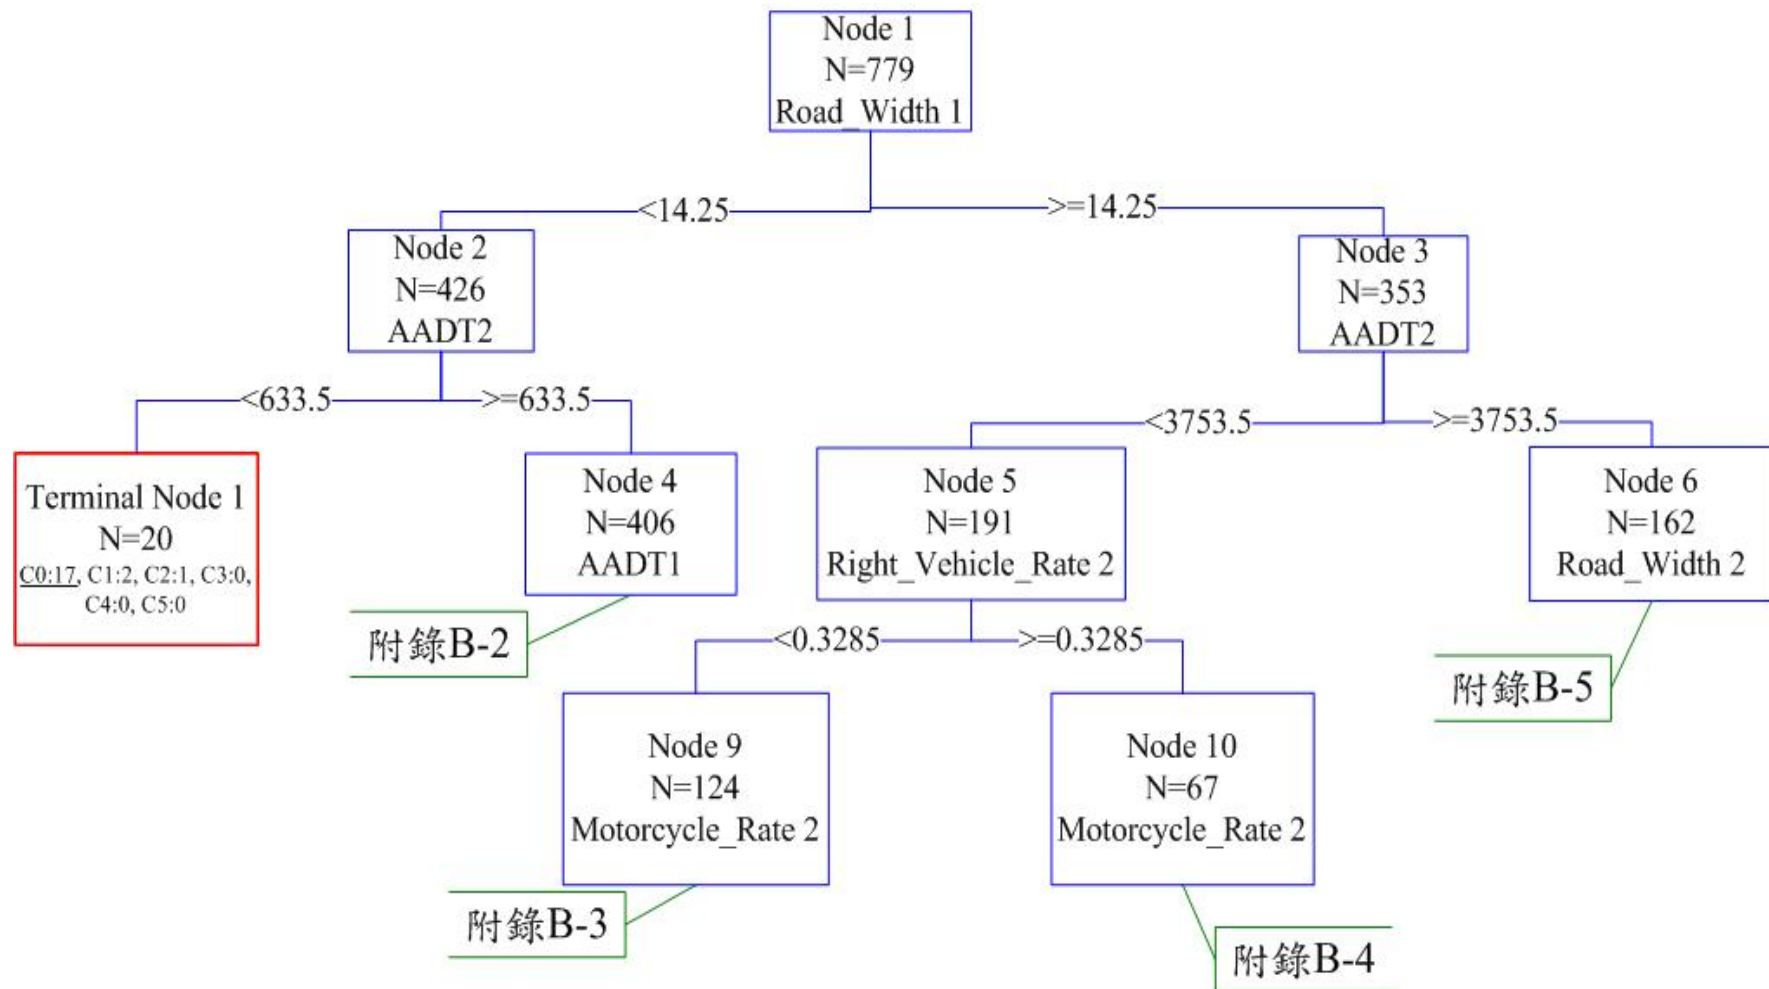 Node 1
N=779
Road_Width 1
<14.25
>=14.25
Node 2
N=426
AADT2
Node 3
N=353
AADT2
<633.5
>=633.5
<3753.5
>=3753.5
Terminal Node 1
N=20
C0:17, C1:2, C2:1, C3:0,
C4:0, C5:0
Node 4
N=406
AADT1
Node 5
N=191
Right_Vehicle_Rate 2
Node 6
N=162
Road_Width 2
附錄B-2
<0.3285
>=0.3285
附錄B-5
Node 9
N=124
Motorcycle_Rate 2
Node 10
N=67
Motorcycle_Rate 2
附錄B-3
附錄B-4